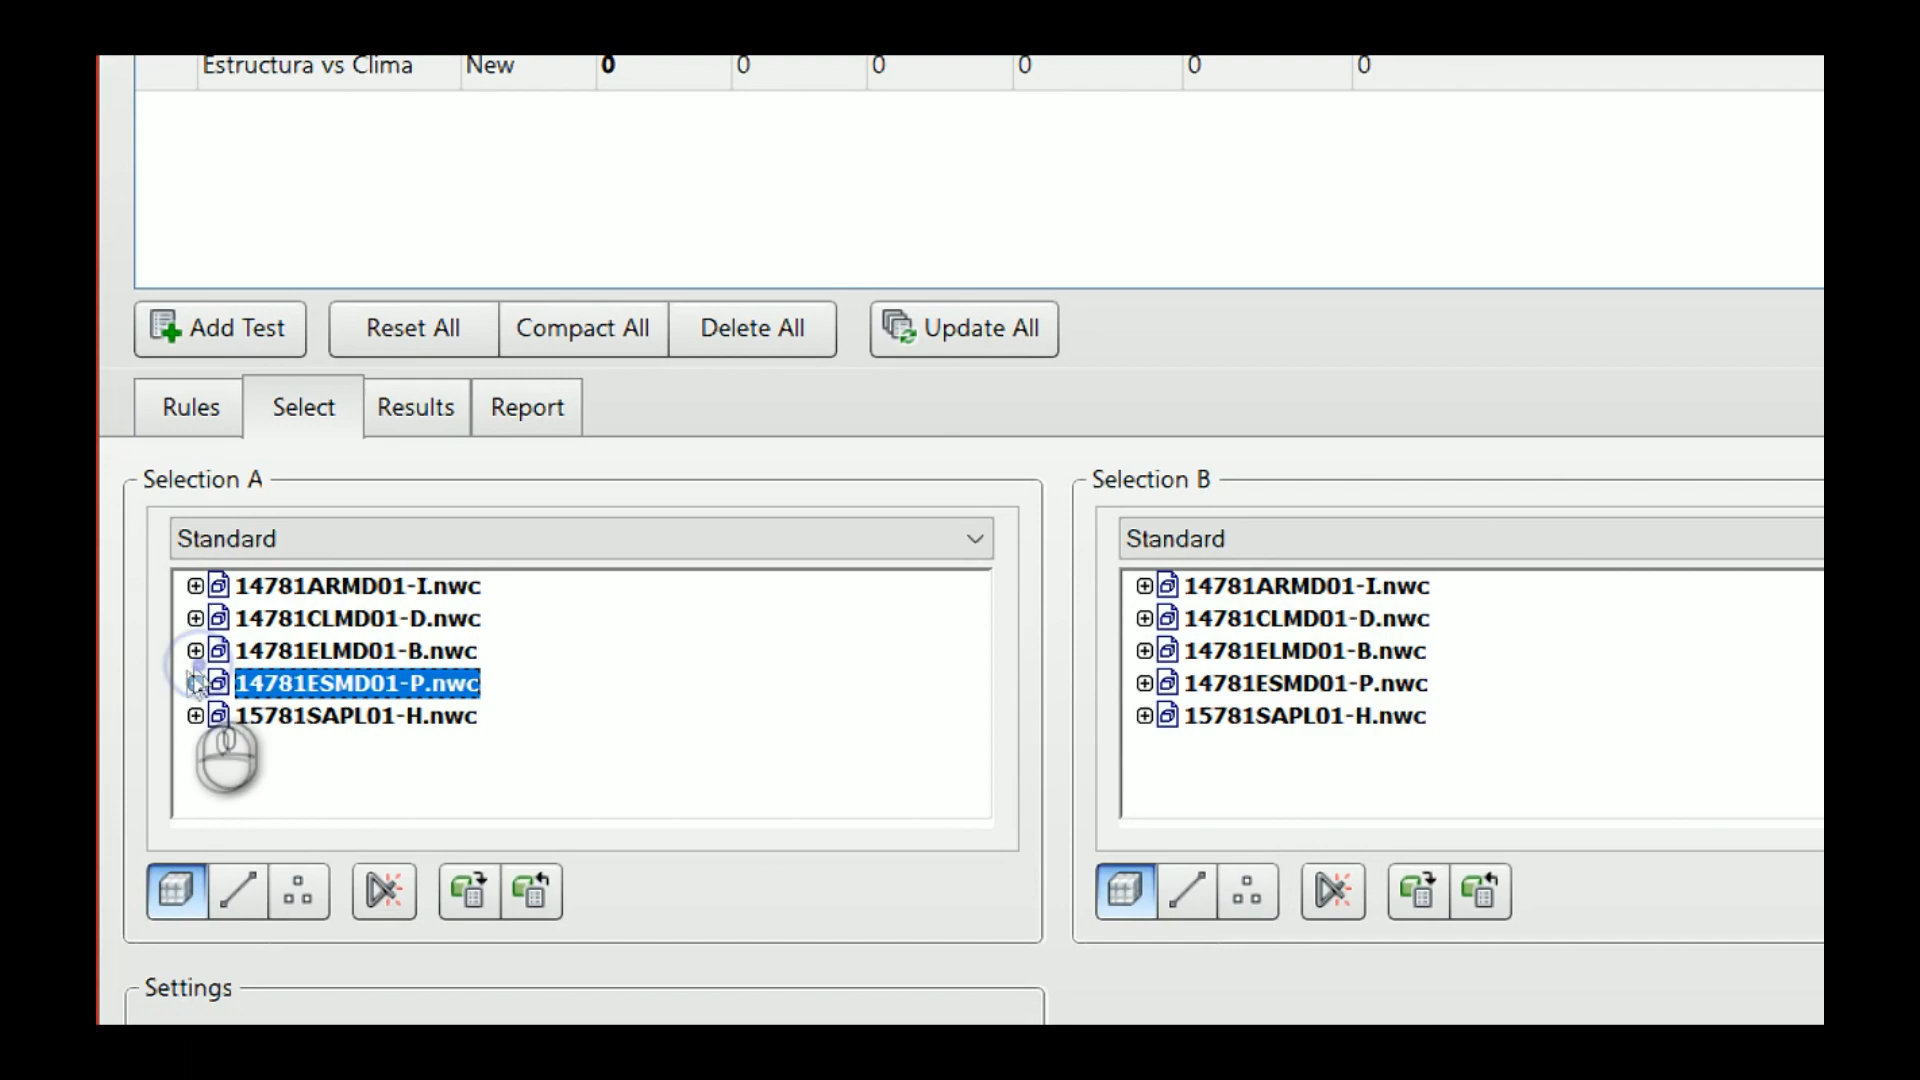 Estructura vs Clima New 0 0 0 0 0 0
Add Test Reset All Compact All Delete All Update All
Rules Select Results Report
Selection A
Standard
14781ARMD01-I.nwc
14781CLMD01-D.nwc
14781ELMD01-B.nwc
14781ESMD01-P.nwc
15781SAPL01-H.nwc
Selection B
Standard
14781ARMD01-I.nwc
14781CLMD01-D.nwc
14781ELMD01-B.nwc
14781ESMD01-P.nwc
15781SAPL01-H.nwc
Settings